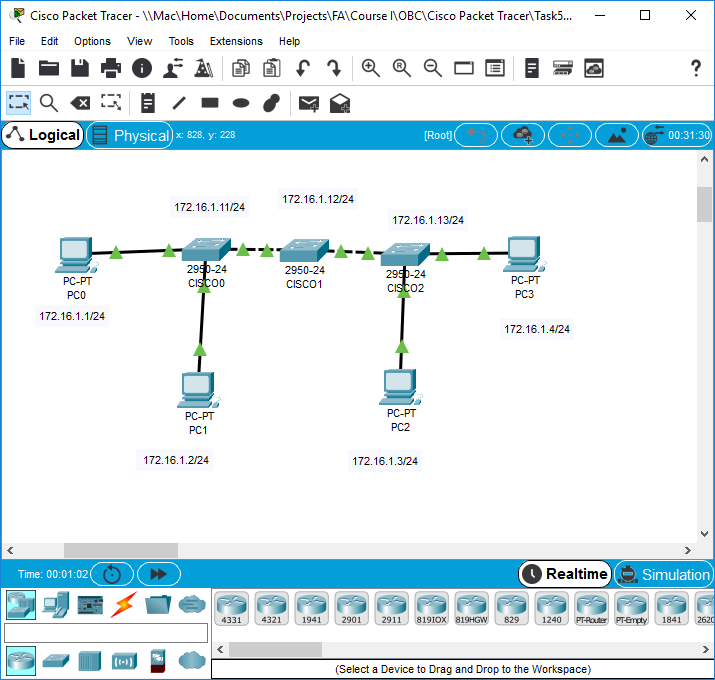 Cisco Packet Tracer - \\Mac\Home\Documents\Projects\FA\Course I\OBC\Cisco Packet Tracer\Task5...
File Edit Options View Tools Extensions Help
?
Logical Physical x: 828, y: 228 [Root] 00:31:30
172.16.1.11/24
172.16.1.12/24
172.16.1.13/24
PC-PT
PC0
2950-24
CISCO0
2950-24
CISCO1
2950-24
CISCO2
PC-PT
PC3
172.16.1.1/24
172.16.1.4/24
PC-PT
PC1
PC-PT
PC2
172.16.1.2/24
172.16.1.3/24
Time: 00:01:02 Realtime Simulation
4331 4321 1941 2901 2911 819IOX 819HGW 829 1240 PT-Router PT-Empty 1841 2620
(Select a Device to Drag and Drop to the Workspace)